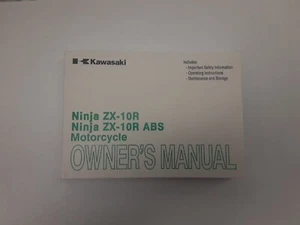 Kawasaki
Includes:
• Important Safety Information
• Operating Instructions
• Maintenance and Storage
Ninja ZX-10R
Ninja ZX-10R ABS
Motorcycle
OWNER'S MANUAL